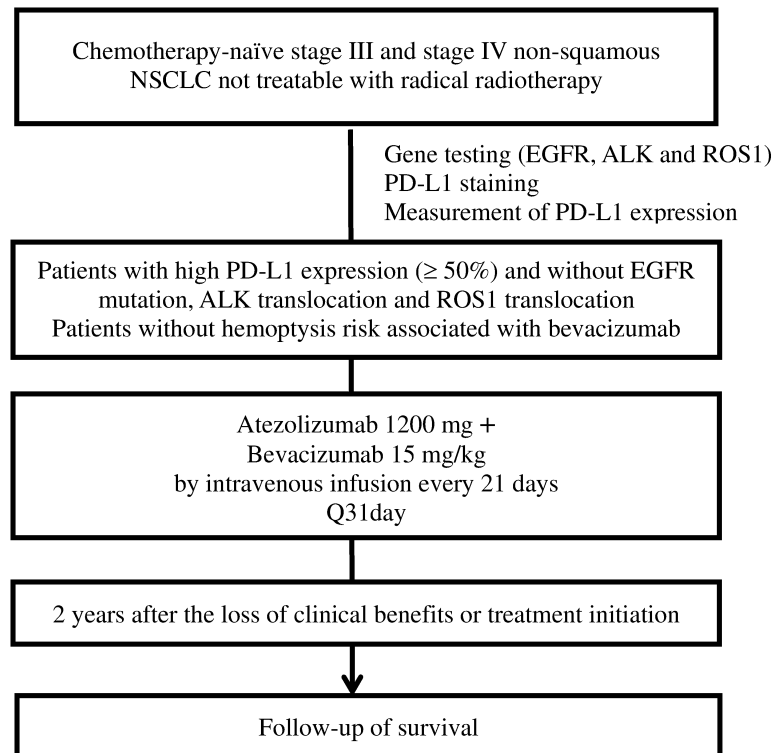 Chemotherapy-naïve stage III and stage IV non-squamous
NSCLC not treatable with radical radiotherapy
Gene testing (EGFR, ALK and ROS1)
PD-L1 staining
Measurement of PD-L1 expression
Patients with high PD-L1 expression (≥ 50%) and without EGFR
mutation, ALK translocation and ROS1 translocation
Patients without hemoptysis risk associated with bevacizumab
Atezolizumab 1200 mg +
Bevacizumab 15 mg/kg
by intravenous infusion every 21 days
Q31day
2 years after the loss of clinical benefits or treatment initiation
Follow-up of survival